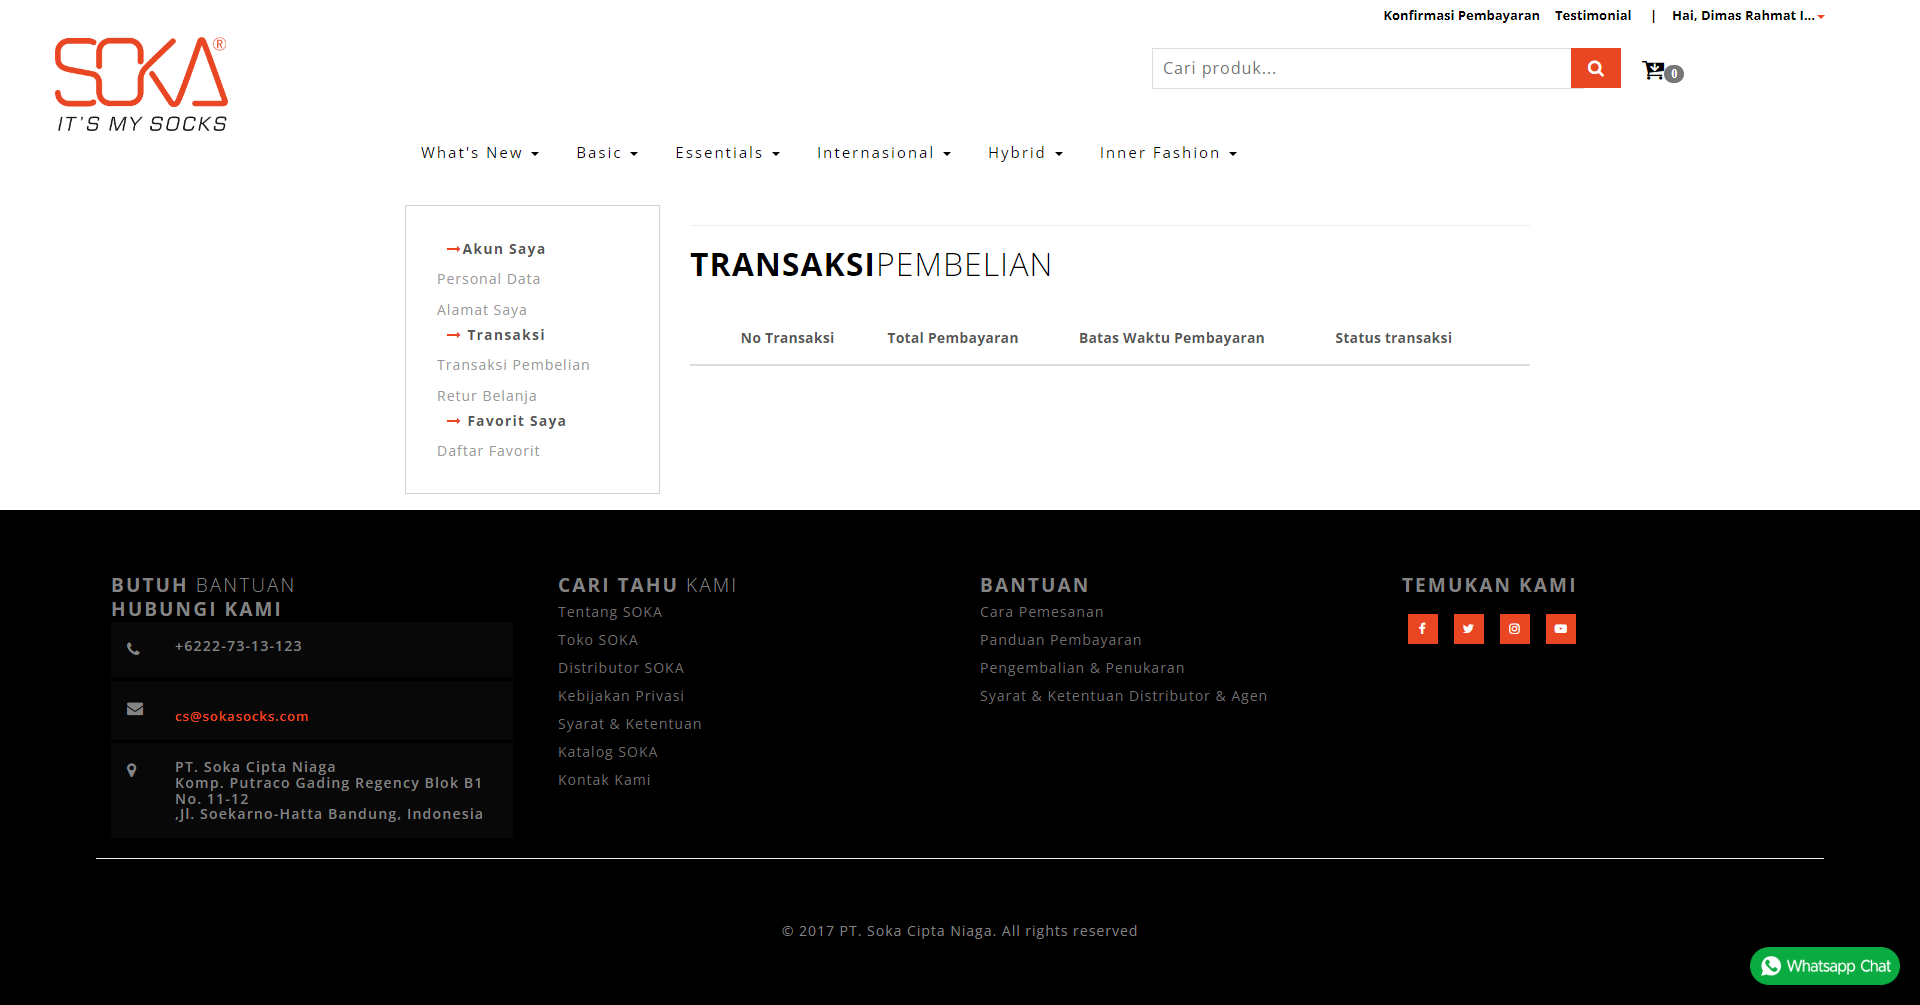 Konfirmasi Pembayaran Testimonial | Hai, Dimas Rahmat I...
SOKA®
IT'S MY SOCKS
Cari produk...
0
What's New Basic Essentials Internasional Hybrid Inner Fashion
Akun Saya
Personal Data
Alamat Saya
Transaksi
Transaksi Pembelian
Retur Belanja
Favorit Saya
Daftar Favorit
TRANSAKSIPEMBELIAN
No Transaksi Total Pembayaran Batas Waktu Pembayaran Status transaksi
BUTUH BANTUAN
HUBUNGI KAMI
+6222-73-13-123
cs@sokasocks.com
PT. Soka Cipta Niaga
Komp. Putraco Gading Regency Blok B1
No. 11-12
,Jl. Soekarno-Hatta Bandung, Indonesia
CARI TAHU KAMI
Tentang SOKA
Toko SOKA
Distributor SOKA
Kebijakan Privasi
Syarat & Ketentuan
Katalog SOKA
Kontak Kami
BANTUAN
Cara Pemesanan
Panduan Pembayaran
Pengembalian & Penukaran
Syarat & Ketentuan Distributor & Agen
TEMUKAN KAMI
© 2017 PT. Soka Cipta Niaga. All rights reserved
Whatsapp Chat